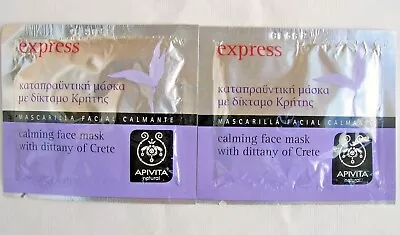 express
καταπραϋντική μάσκα
με δίκταμο Κρήτης
MASCARILLA FACIAL CALMANTE
calming face mask
with dittany of Crete
APIVITA
natural
express
καταπραϋντική μάσκα
με δίκταμο Κρήτης
MASCARILLA FACIAL CALMANTE
calming face mask
with dittany of Crete
APIVITA
natural